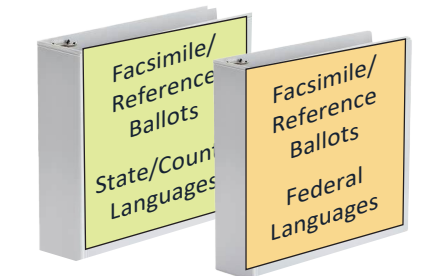 Facsimile/
Reference
Ballots
State/Count
Languages
Facsimile/
Reference
Ballots
Federal
Languages